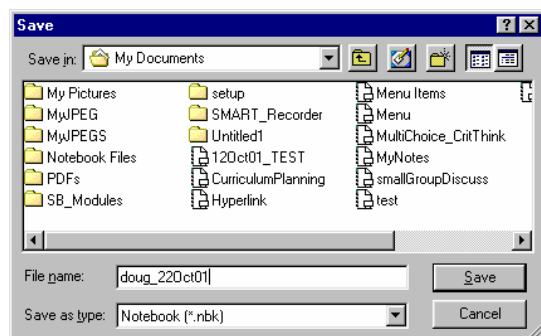 Save
Save in: My Documents
My Pictures setup Menu Items
MyJPEG SMART_Recorder Menu
MyJPEGS Untitled1 MultiChoice_CritThink
Notebook Files 12Oct01_TEST MyNotes
PDFs CurriculumPlanning smallGroupDiscuss
SB_Modules Hyperlink test
File name: doug_22Oct01 Save
Save as type: Notebook (*.nbk) Cancel